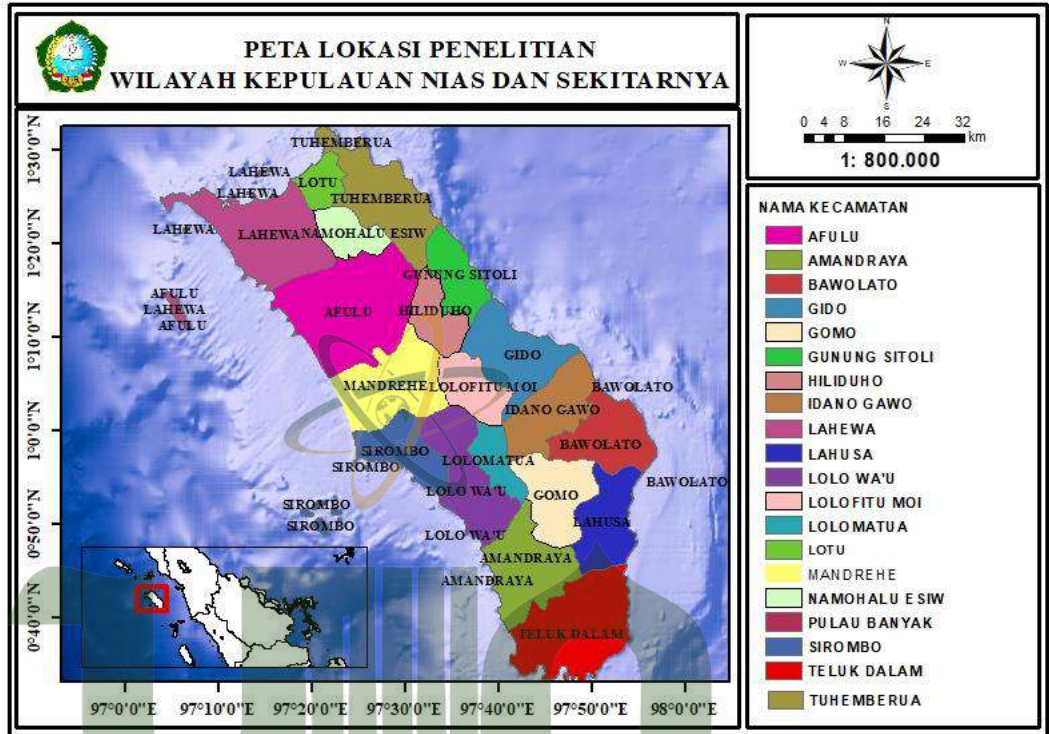 PETA LOKASI PENELITIAN
WILAYAH KEPULAUAN NIAS DAN SEKITARNYA
N
W
E
S
0 4 8 16 24 32
km
1: 800.000
1°30'0"N
1°20'0"N
1°10'0"N
1°0'0"N
0°50'0"N
0°40'0"N
TUHEMBERUA
LAHEWA
LOTU
LAHEWA
TUHEMBERUA
LAHEWA
LAHEWA
NAMOHALU ESIW
GUNUNG SITOLI
AFULU
LAHEWA
AFULU
AFULU
HILIDUHO
GIDO
MANDREHE
LOLOFITU MOI
BAWOLATO
IDANO GAWO
SIROMBO
SIROMBO
LOLOMATUA
BAWOLATO
BAWOLATO
LOLO WA'U
GOMO
SIROMBO
SIROMBO
LAHUSA
LOLO WA'U
AMANDRAYA
AMANDRAYA
TELUK DALAM
97°0'0"E 97°10'0"E 97°20'0"E 97°30'0"E 97°40'0"E 97°50'0"E 98°0'0"E
NAMA KECAMATAN
AFULU
AMANDRAYA
BAWOLATO
GIDO
GOMO
GUNUNG SITOLI
HILIDUHO
IDANO GAWO
LAHEWA
LAHUSA
LOLO WA'U
LOLOFITU MOI
LOLOMATUA
LOTU
MANDREHE
NAMOHALU ESIW
PULAU BANYAK
SIROMBO
TELUK DALAM
TUHEMBERUA